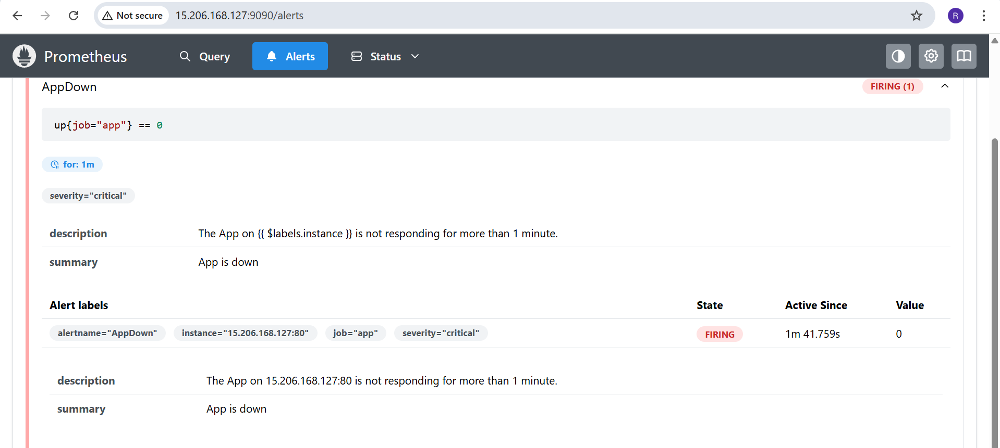 Not secure 15.206.168.127:9090/alerts R
Prometheus Query Alerts Status
AppDown FIRING (1)
up{job="app"} == 0
for: 1m
severity="critical"
description The App on {{ $labels.instance }} is not responding for more than 1 minute.
summary App is down
Alert labels State Active Since Value
alertname="AppDown" instance="15.206.168.127:80" job="app" severity="critical" FIRING 1m 41.759s 0
description The App on 15.206.168.127:80 is not responding for more than 1 minute.
summary App is down